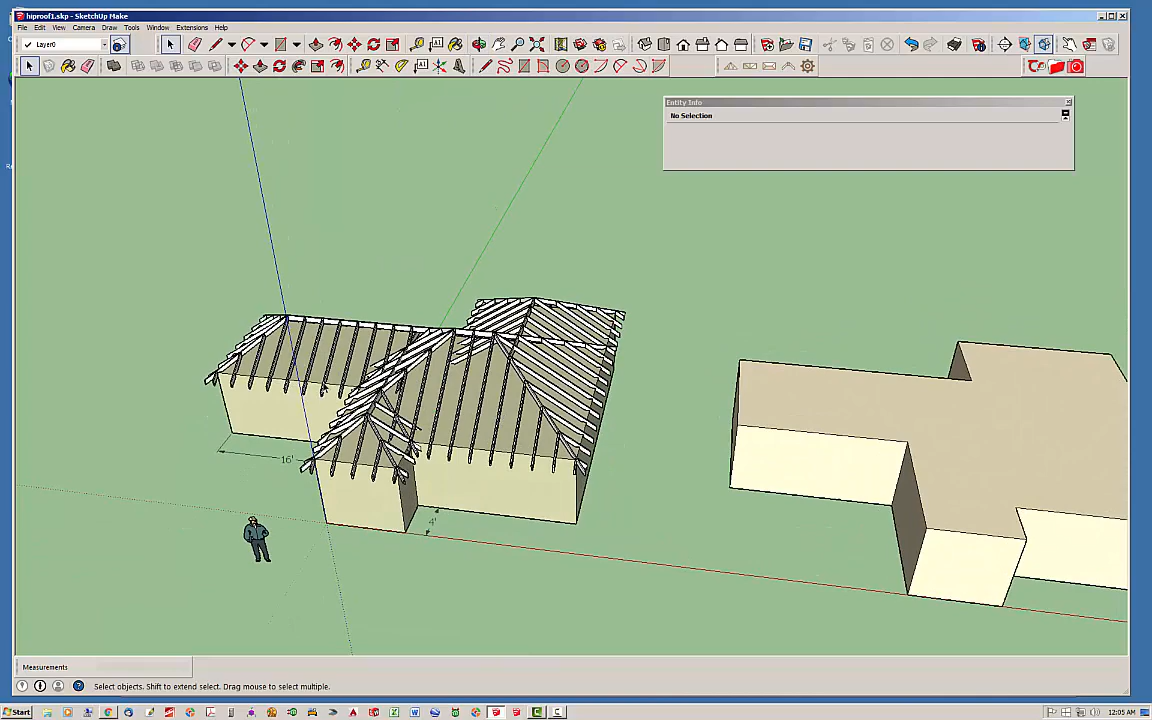 hiproof1.skp - SketchUp Make
File Edit View Camera Draw Tools Window Extensions Help
Layer0
Entity Info
No Selection
16'
4'
Measurements
Select objects. Shift to extend select. Drag mouse to select multiple.
Start
12:05 AM